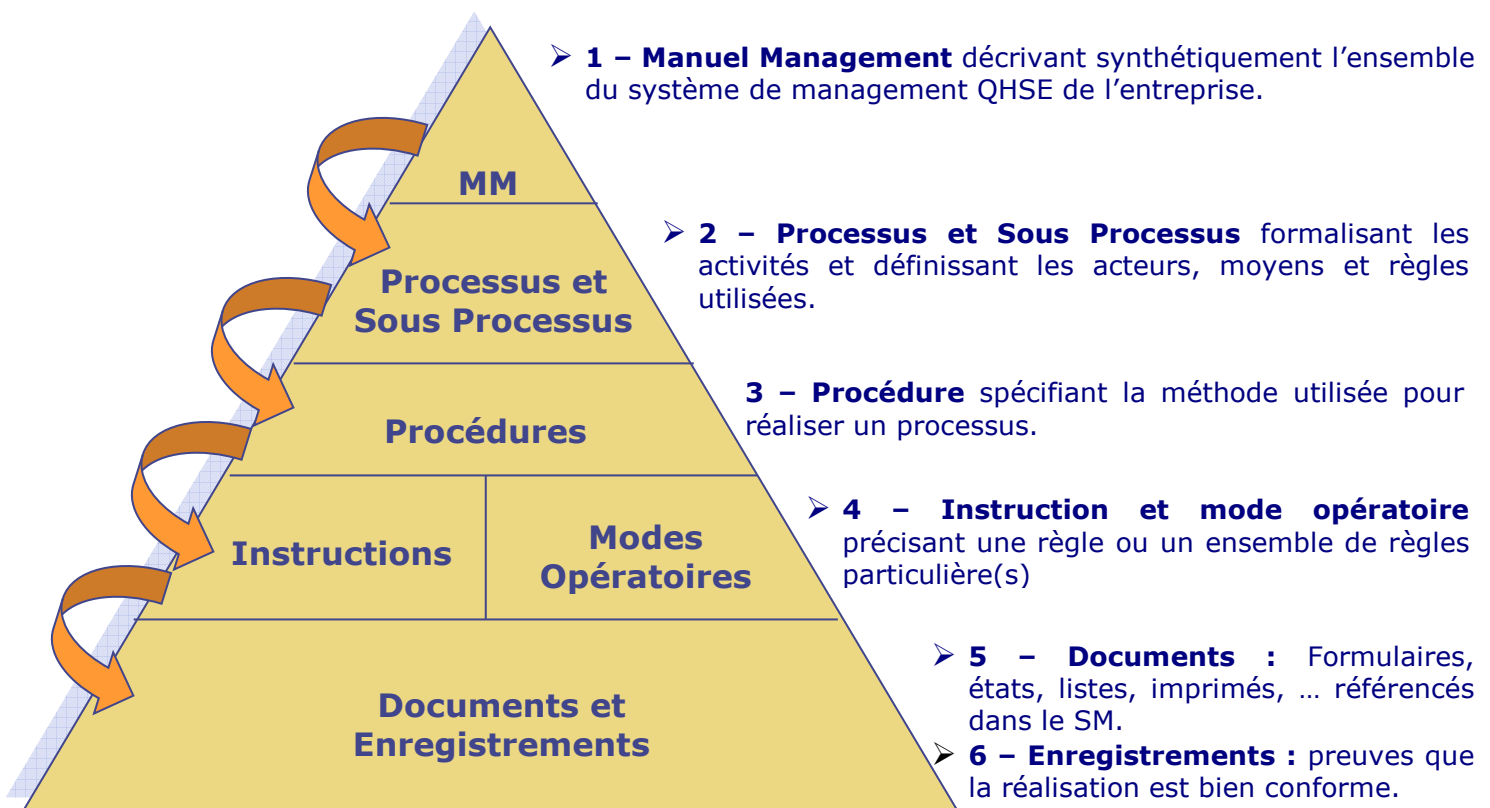 ➢ 1 – Manuel Management décrivant synthétiquement l’ensemble
du système de management QHSE de l’entreprise.
MM
➢ 2 – Processus et Sous Processus formalisant les
activités et définissant les acteurs, moyens et règles
utilisées.
Processus et
Sous Processus
3 – Procédure spécifiant la méthode utilisée pour
réaliser un processus.
Procédures
➢ 4 – Instruction et mode opératoire
précisant une règle ou un ensemble de règles
particulière(s)
Instructions
Modes
Opératoires
➢ 5 – Documents : Formulaires,
états, listes, imprimés, … référencés
dans le SM.
➢ 6 – Enregistrements : preuves que
la réalisation est bien conforme.
Documents et
Enregistrements